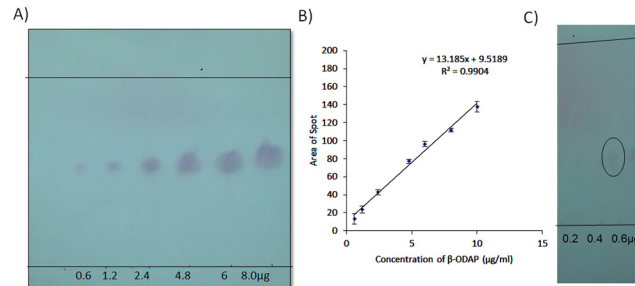 A)
0.6 1.2 2.4 4.8 6 8.0µg
B)
y = 13.185x + 9.5189
R² = 0.9904
200
180
160
140
120
100
80
60
40
20
0
Area of Spot
0 5 10 15
Concentration of β-ODAP (µg/ml)
C)
0.2 0.4 0.6µg